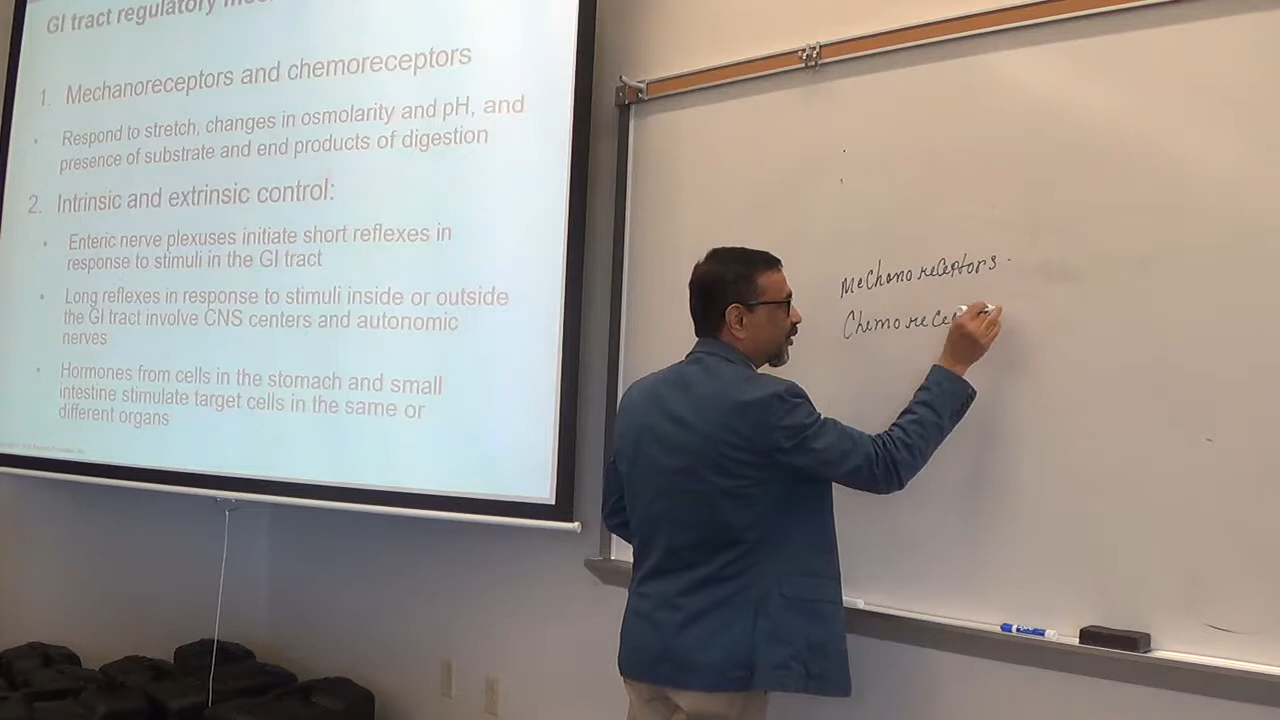 GI tract regulatory
1. Mechanoreceptors and chemoreceptors
• Respond to stretch, changes in osmolarity and pH, and
presence of substrate and end products of digestion
2. Intrinsic and extrinsic control:
• Enteric nerve plexuses initiate short reflexes in
response to stimuli in the GI tract
• Long reflexes in response to stimuli inside or outside
the GI tract involve CNS centers and autonomic
nerves
• Hormones from cells in the stomach and small
intestine stimulate target cells in the same or
different organs
Mechanoreceptors